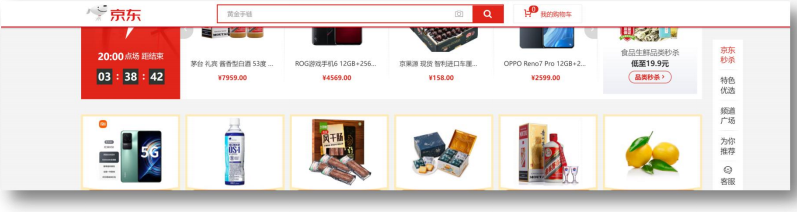 京东
黄金手链
0
我的购物车
20:00点场 距结束
03:38:42
茅台 礼宾 酱香型白酒 53度 ...
¥7959.00
ROG游戏手机6 12GB+256...
¥4569.00
京果源 现货 智利进口车厘...
¥158.00
OPPO Reno7 Pro 12GB+2...
¥2599.00
食品生鲜品类秒杀
低至19.9元
品类秒杀
京东
秒杀
特色
优选
频道
广场
为你
推荐
客服
5G
OS-1
风干肠